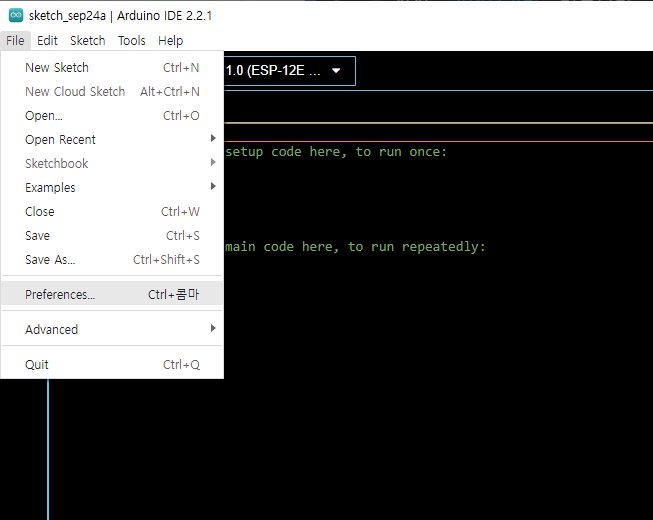 sketch_sep24a | Arduino IDE 2.2.1
File Edit Sketch Tools Help
New Sketch Ctrl+N
New Cloud Sketch Alt+Ctrl+N
Open... Ctrl+O
Open Recent
Sketchbook
Examples
Close Ctrl+W
Save Ctrl+S
Save As... Ctrl+Shift+S
Preferences... Ctrl+콤마
Advanced
Quit Ctrl+Q
1.0 (ESP-12E ...
setup code here, to run once:
main code here, to run repeatedly: